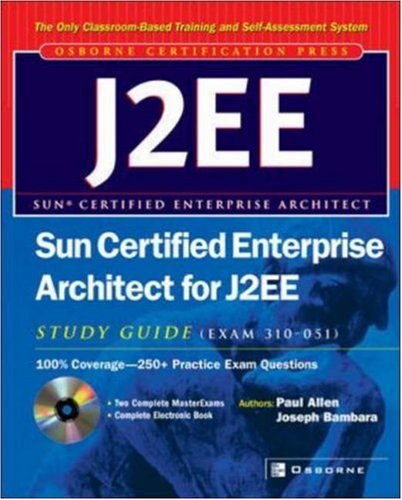 The Only Classroom-Based Training and Self-Assessment System
OSBORNE CERTIFICATION PRESS
J2EE
SUN® CERTIFIED ENTERPRISE ARCHITECT
Sun Certified Enterprise
Architect for J2EE
STUDY GUIDE (EXAM 310-051)
100% Coverage—250+ Practice Exam Questions
• Two Complete MasterExams
• Complete Electronic Book
Authors: Paul Allen
Joseph Bambara
OSBORNE